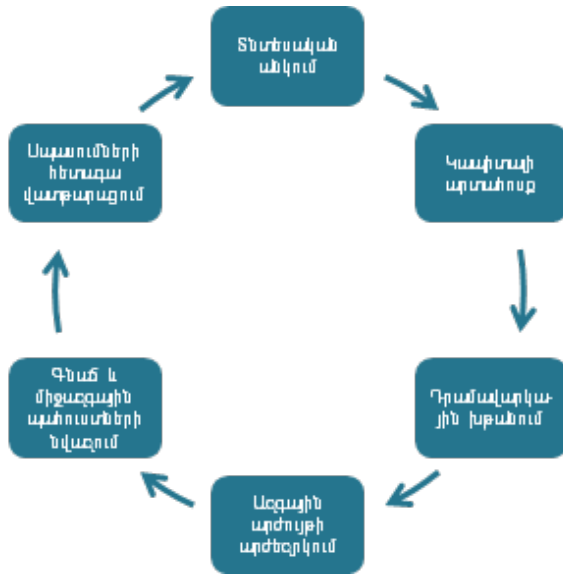 Տնտեսական
անկում
Կապիտալի
արտահոսք
Դրամավարկա-
յին խթանում
Ազգային
արժույթի
արժեզրկում
Գնաճ և
միջազգային
պահուստների
նվազում
Սպասումների
հետագա
վատթարացում